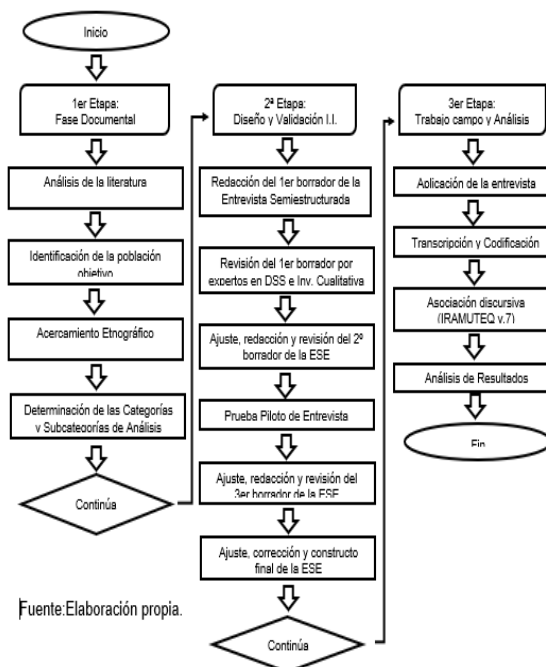 Inicio
1er Etapa:
Fase Documental
Análisis de la literatura
Identificación de la población
objetivo
Acercamiento Etnográfico
Determinación de las Categorías
y Subcategorías de Análisis
Continúa
2ª Etapa:
Diseño y Validación I.I.
Redacción del 1er borrador de la
Entrevista Semiestructurada
Revisión del 1er borrador por
expertos en DSS e Inv. Cualitativa
Ajuste, redacción y revisión del 2º
borrador de la ESE
Prueba Piloto de Entrevista
Ajuste, redacción y revisión del
3er borrador de la ESE
Ajuste, corrección y constructo
final de la ESE
Continúa
3er Etapa:
Trabajo campo y Análisis
Aplicación de la entrevista
Transcripción y Codificación
Asociación discursiva
(IRAMUTEQ v.7)
Análisis de Resultados
Fin
Fuente:Elaboración propia.